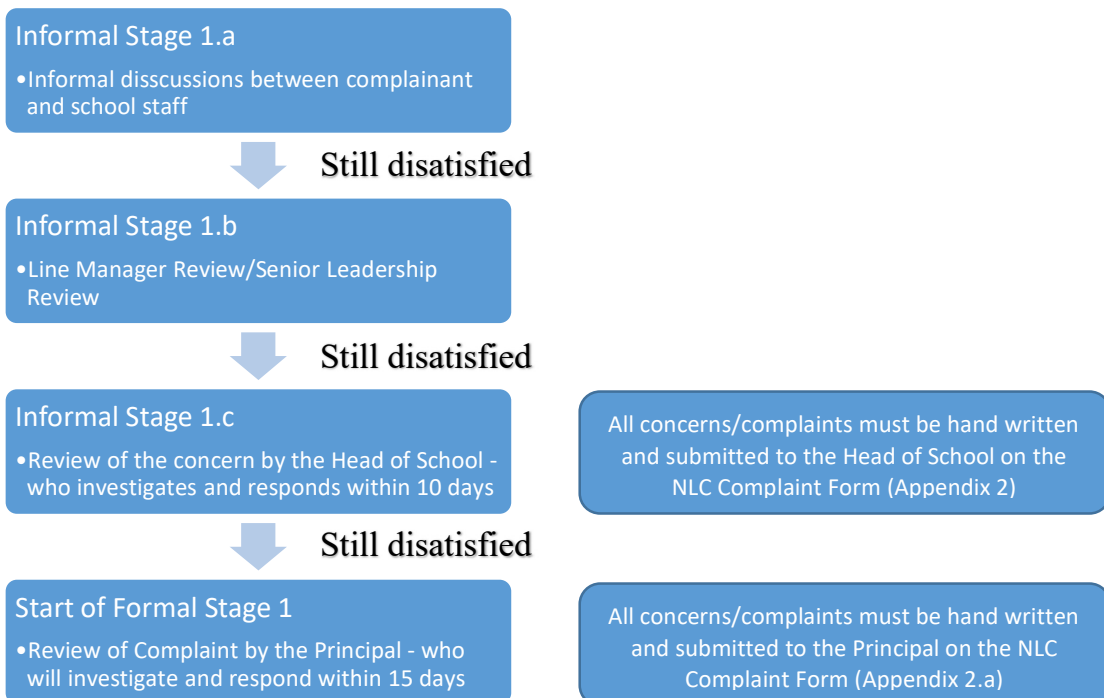 Informal Stage 1.a
•Informal disscussions between complainant
and school staff
Still disatisfied
Informal Stage 1.b
•Line Manager Review/Senior Leadership
Review
Still disatisfied
Informal Stage 1.c
•Review of the concern by the Head of School -
who investigates and responds within 10 days
All concerns/complaints must be hand written
and submitted to the Head of School on the
NLC Complaint Form (Appendix 2)
Still disatisfied
Start of Formal Stage 1
•Review of Complaint by the Principal - who
will investigate and respond within 15 days
All concerns/complaints must be hand written
and submitted to the Principal on the NLC
Complaint Form (Appendix 2.a)